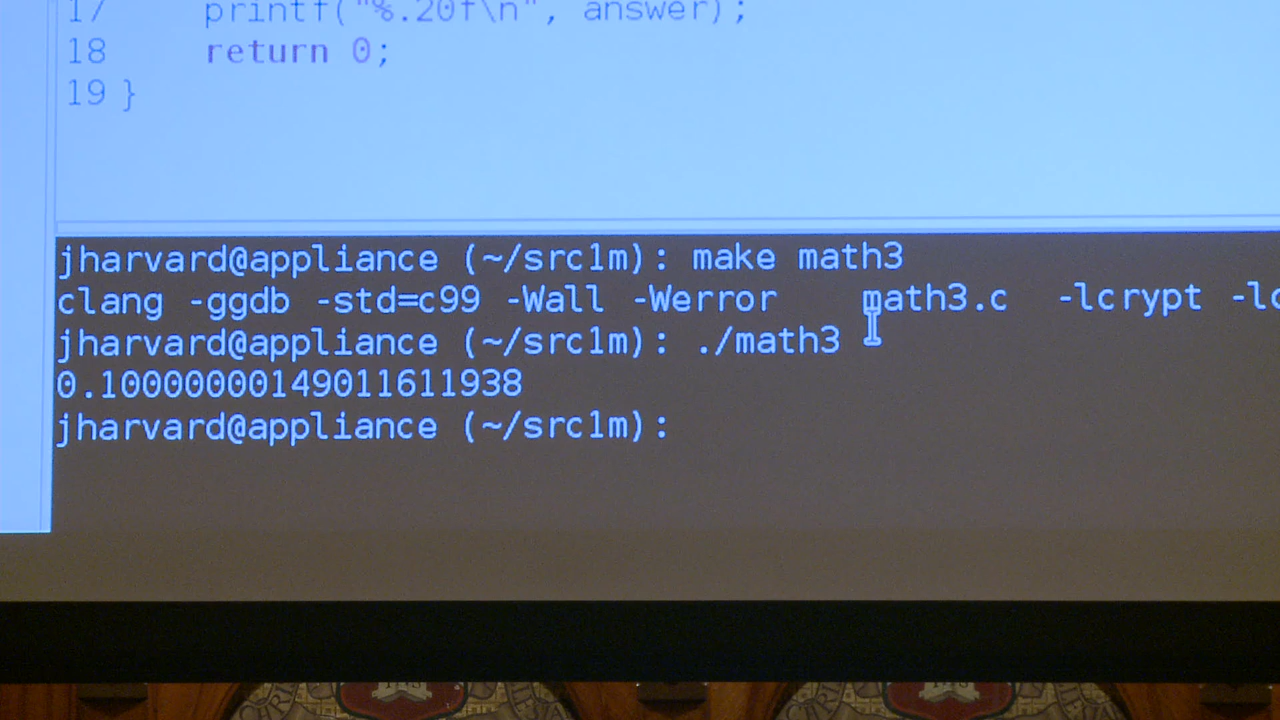 17 printf("%.20f\n", answer);
18 return 0;
19 }
jharvard@appliance (~/src1m): make math3
clang -ggdb -std=c99 -Wall -Werror math3.c -lcrypt -lc
jharvard@appliance (~/src1m): ./math3
0.10000000149011611938
jharvard@appliance (~/src1m):